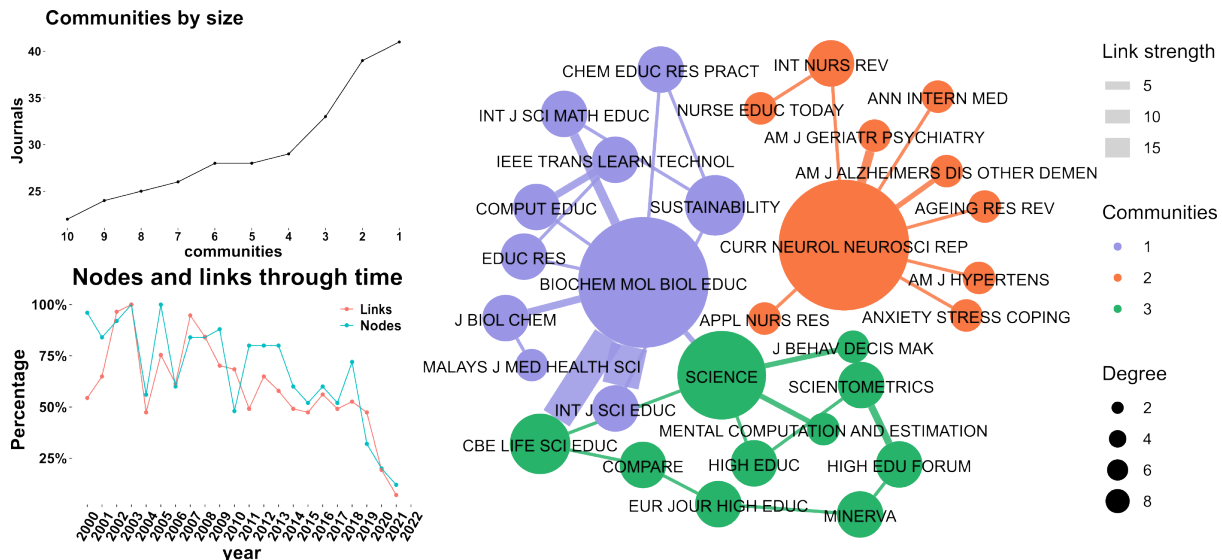 Communities by size
Journals
40
35
30
25
10 9 8 7 6 5 4 3 2 1
communities
Nodes and links through time
Percentage
100%
75%
50%
25%
Links
Nodes
2000 2001 2002 2003 2004 2005 2006 2007 2008 2009 2010 2011 2012 2013 2014 2015 2016 2017 2018 2019 2020 2021 2022
year
CHEM EDUC RES PRACT
INT NURS REV
INT J SCI MATH EDUC
NURSE EDUC TODAY
ANN INTERN MED
AM J GERIATR PSYCHIATRY
IEEE TRANS LEARN TECHNOL
AM J ALZHEIMERS DIS OTHER DEMEN
COMPUT EDUC
SUSTAINABILITY
AGEING RES REV
CURR NEUROL NEUROSCI REP
EDUC RES
BIOCHEM MOL BIOL EDUC
AM J HYPERTENS
J BIOL CHEM
APPL NURS RES
ANXIETY STRESS COPING
J BEHAV DECIS MAK
MALAYS J MED HEALTH SCI
SCIENCE
SCIENTOMETRICS
INT J SCI EDUC
MENTAL COMPUTATION AND ESTIMATION
CBE LIFE SCI EDUC
COMPARE
HIGH EDUC
HIGH EDU FORUM
EUR JOUR HIGH EDUC
MINERVA
Link strength
5
10
15
Communities
1
2
3
Degree
2
4
6
8